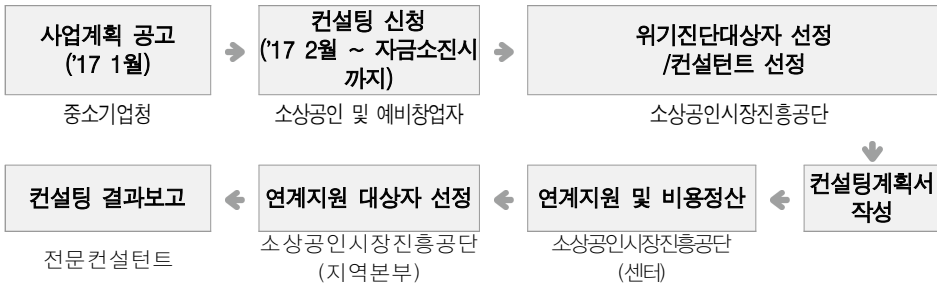 사업계획 공고
('17 1월)
중소기업청
컨설팅 신청
('17 2월 ~ 자금소진시
까지)
소상공인 및 예비창업자
위기진단대상자 선정
/컨설턴트 선정
소상공인시장진흥공단
컨설팅계획서
작성
연계지원 및 비용정산
소상공인시장진흥공단
(센터)
연계지원 대상자 선정
소상공인시장진흥공단
(지역본부)
컨설팅 결과보고
전문컨설턴트